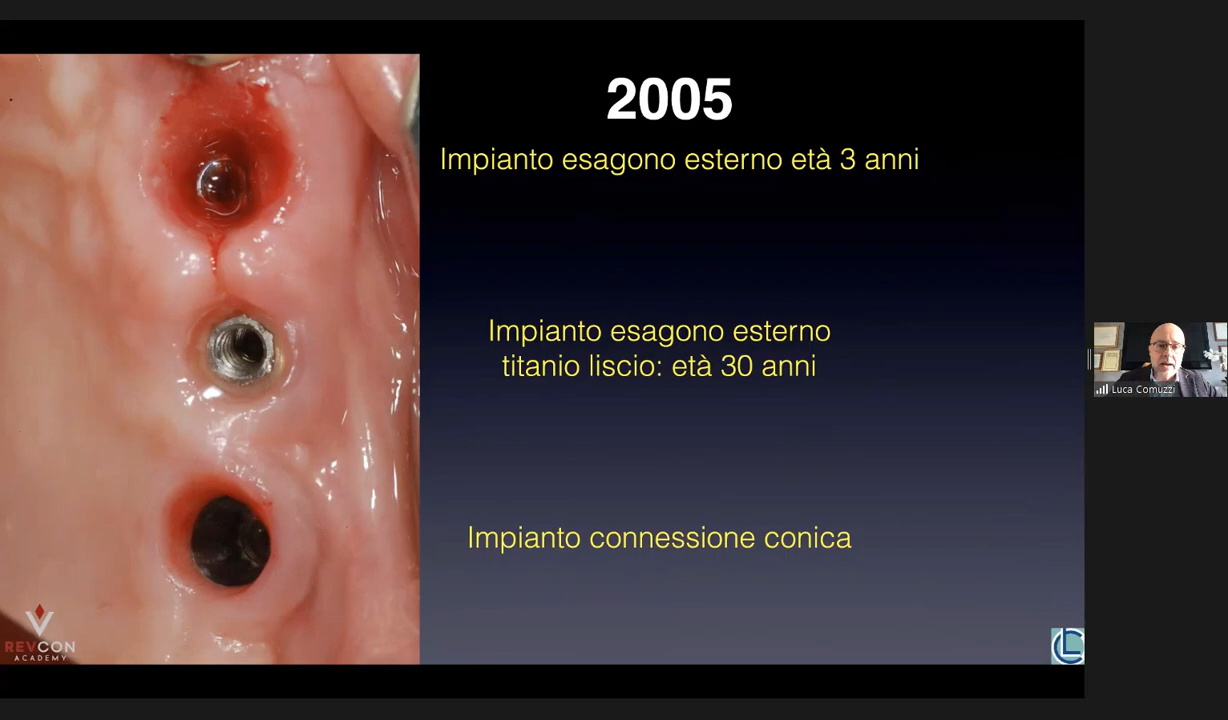 2005
Impianto esagono esterno età 3 anni
Impianto esagono esterno
titanio liscio: età 30 anni
Impianto connessione conica
REVCON
ACADEMY
Luca Comuzzi